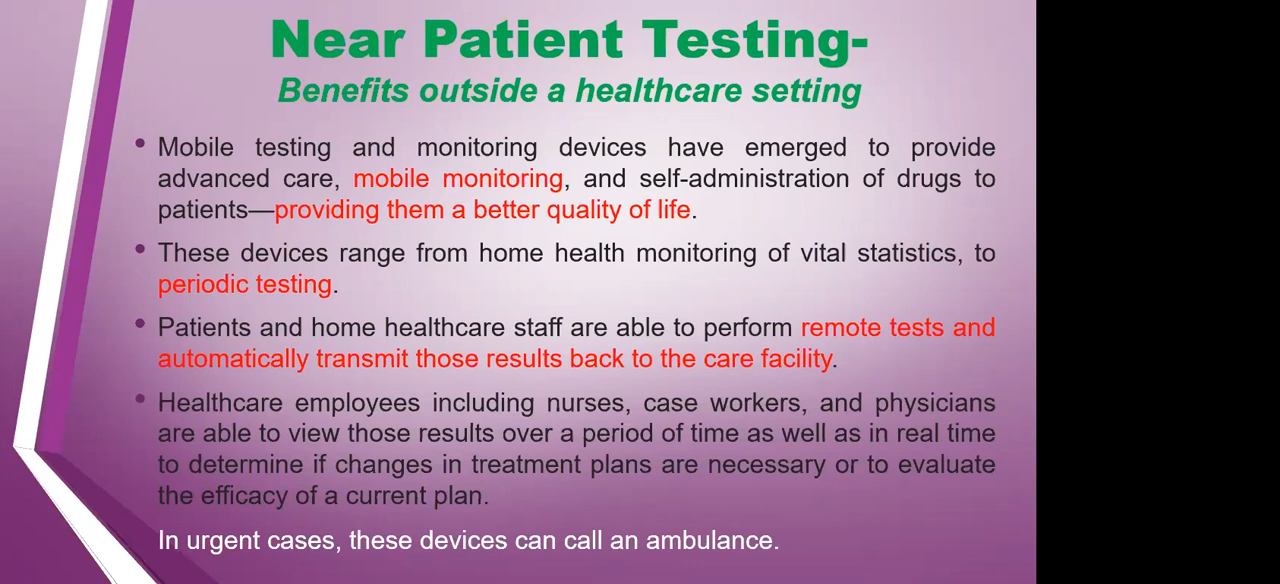 Near Patient Testing-
Benefits outside a healthcare setting
• Mobile testing and monitoring devices have emerged to provide
advanced care, mobile monitoring, and self-administration of drugs to
patients—providing them a better quality of life.
• These devices range from home health monitoring of vital statistics, to
periodic testing.
• Patients and home healthcare staff are able to perform remote tests and
automatically transmit those results back to the care facility.
• Healthcare employees including nurses, case workers, and physicians
are able to view those results over a period of time as well as in real time
to determine if changes in treatment plans are necessary or to evaluate
the efficacy of a current plan.
In urgent cases, these devices can call an ambulance.